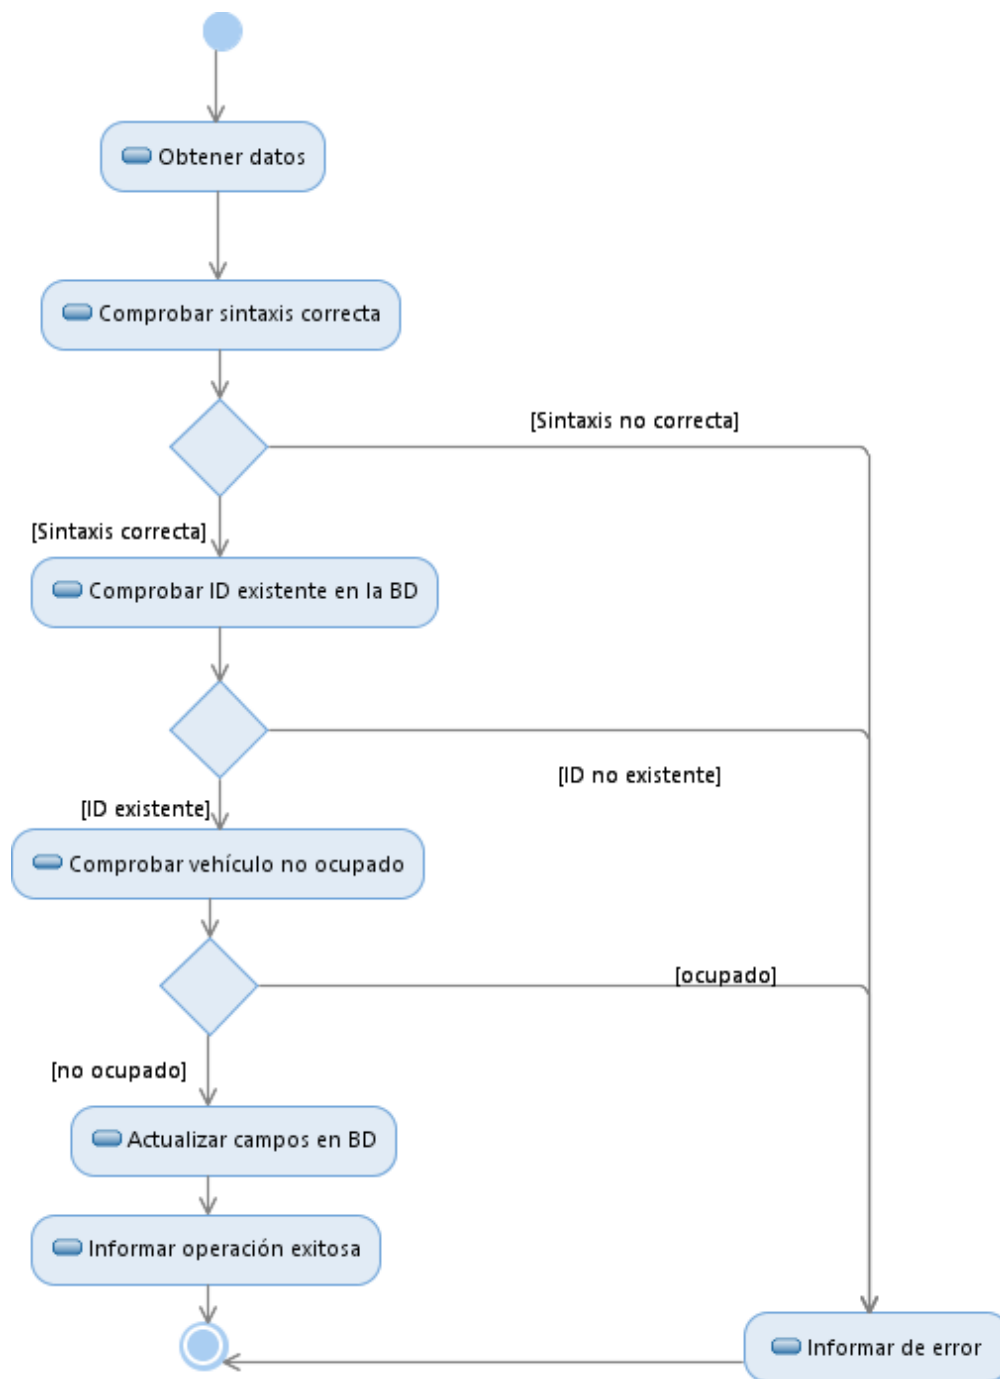 Obtener datos
Comprobar sintaxis correcta
[Sintaxis no correcta]
[Sintaxis correcta]
Comprobar ID existente en la BD
[ID no existente]
[ID existente]
Comprobar vehículo no ocupado
[ocupado]
[no ocupado]
Actualizar campos en BD
Informar operación exitosa
Informar de error